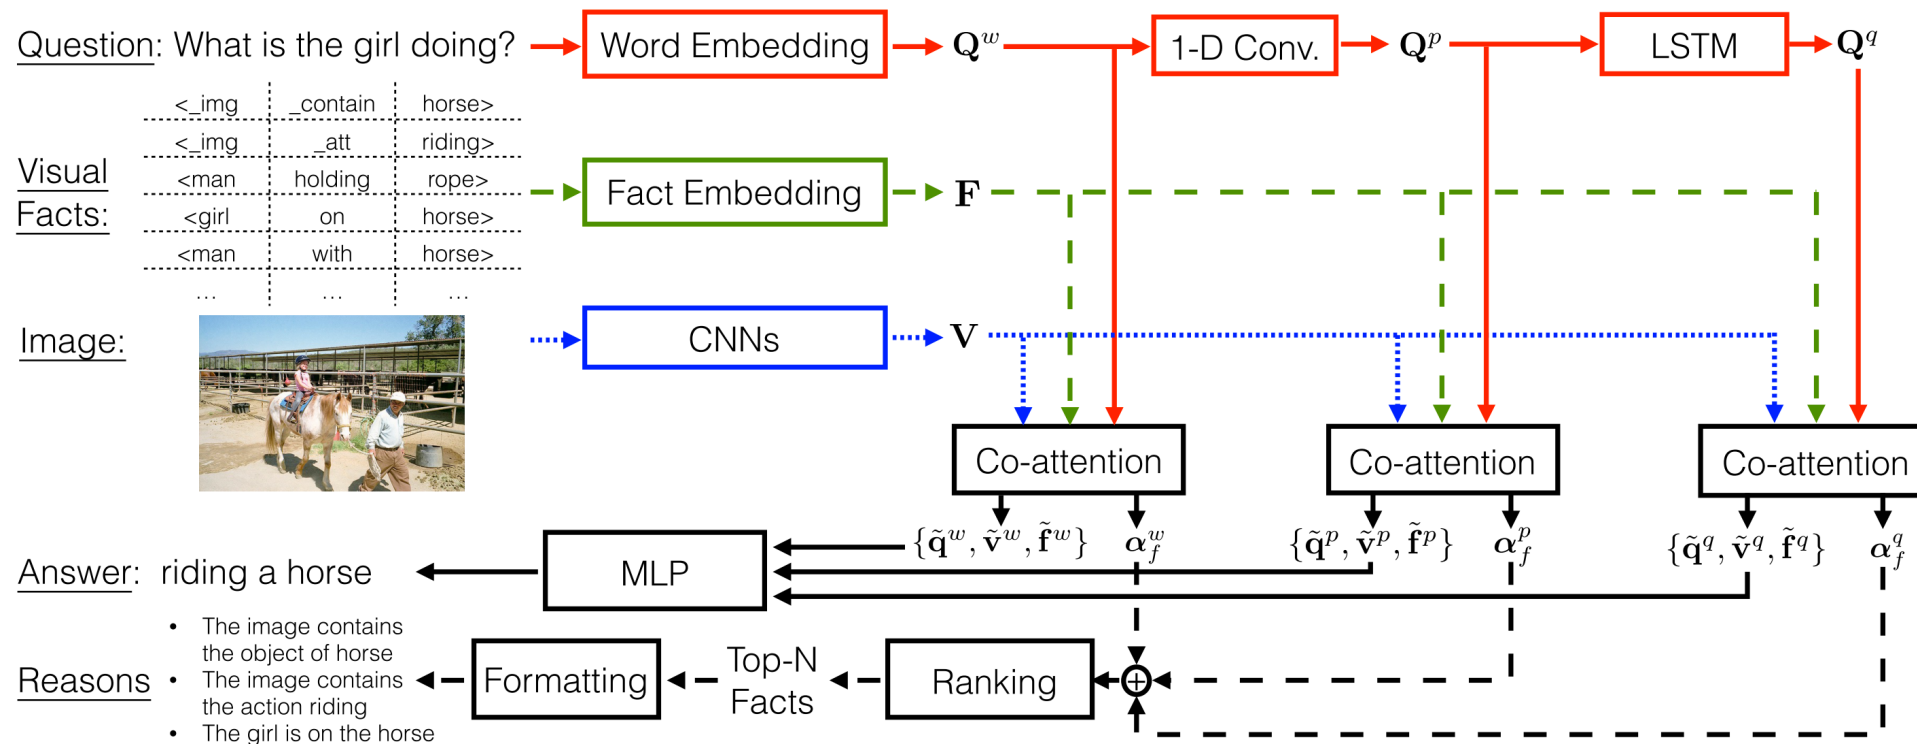 Question: What is the girl doing?
Word Embedding
Q^w
1-D Conv.
Q^p
LSTM
Q^q
Visual
Facts:
<_img _contain horse>
<_img _att riding>
<man holding rope>
<girl on horse>
<man with horse>
... ... ...
Fact Embedding
F
Image:
CNNs
V
Co-attention
Co-attention
Co-attention
{q̃^w, ṽ^w, f̃^w} α_f^w
{q̃^p, ṽ^p, f̃^p} α_f^p
{q̃^q, ṽ^q, f̃^q} α_f^q
Answer: riding a horse
MLP
Reasons
• The image contains
the object of horse
• The image contains
the action riding
• The girl is on the horse
Formatting
Top-N
Facts
Ranking
+